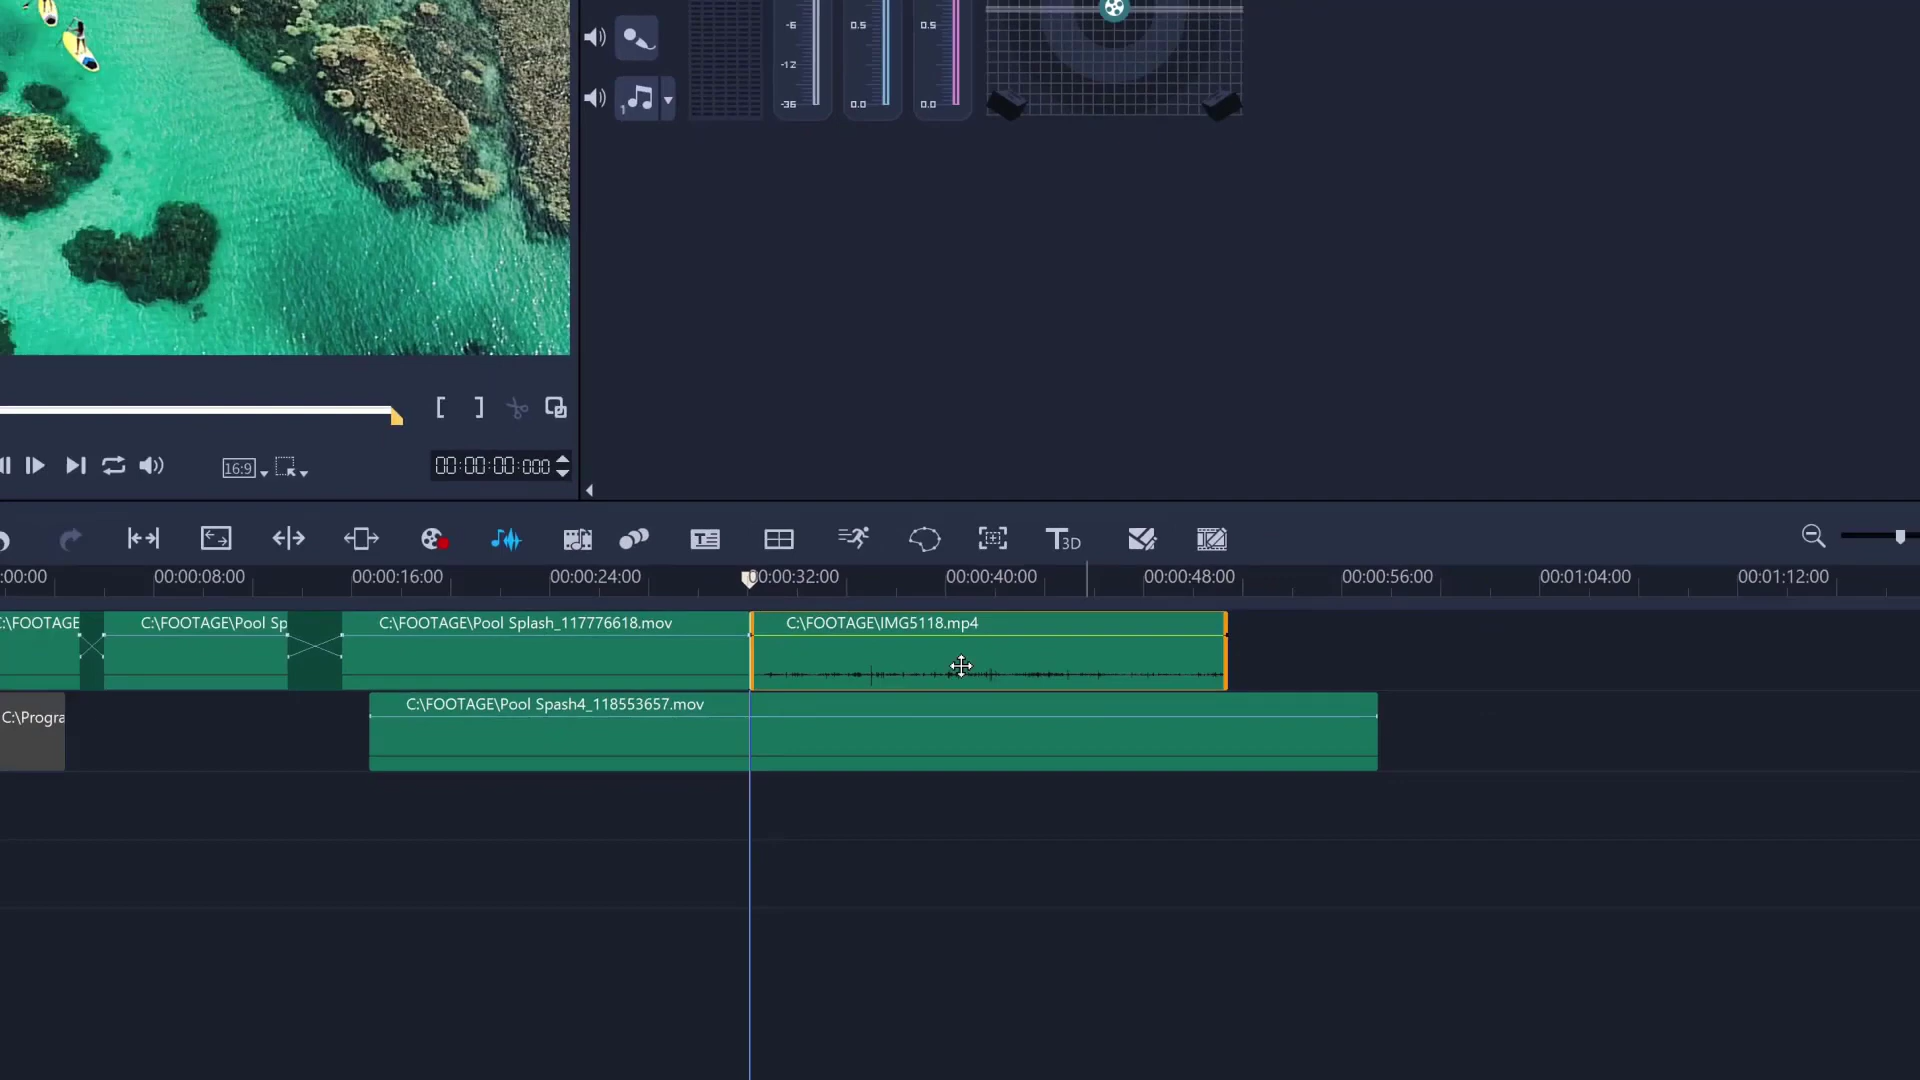 -6
0.5
0.5
-12
1
-36
0.0
0.0
16:9
00:00:00:000
T3D
:00:00
00:00:08:00
00:00:16:00
00:00:24:00
00:00:32:00
00:00:40:00
00:00:48:00
00:00:56:00
00:01:04:00
00:01:12:00
:\FOOTAGE
C:\FOOTAGE\Pool Sp
C:\FOOTAGE\Pool Splash_117776618.mov
C:\FOOTAGE\IMG5118.mp4
C:\Progra
C:\FOOTAGE\Pool Spash4_118553657.mov